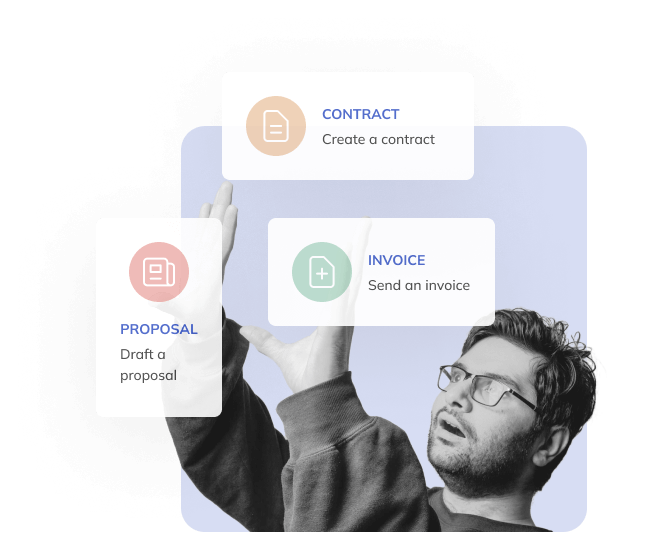 CONTRACT
Create a contract
INVOICE
Send an invoice
PROPOSAL
Draft a
proposal